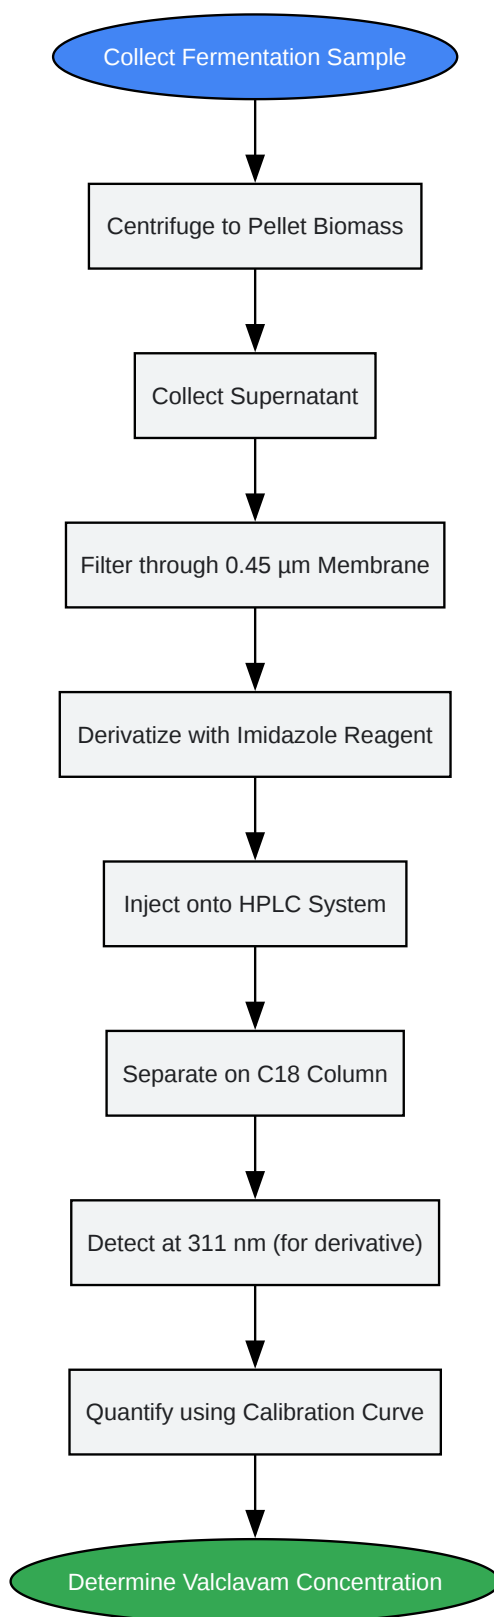 Collect Fermentation Sample
Centrifuge to Pellet Biomass
Collect Supernatant
Filter through 0.45 µm Membrane
Derivatize with Imidazole Reagent
Inject onto HPLC System
Separate on C18 Column
Detect at 311 nm (for derivative)
Quantify using Calibration Curve
Determine Valclavam Concentration